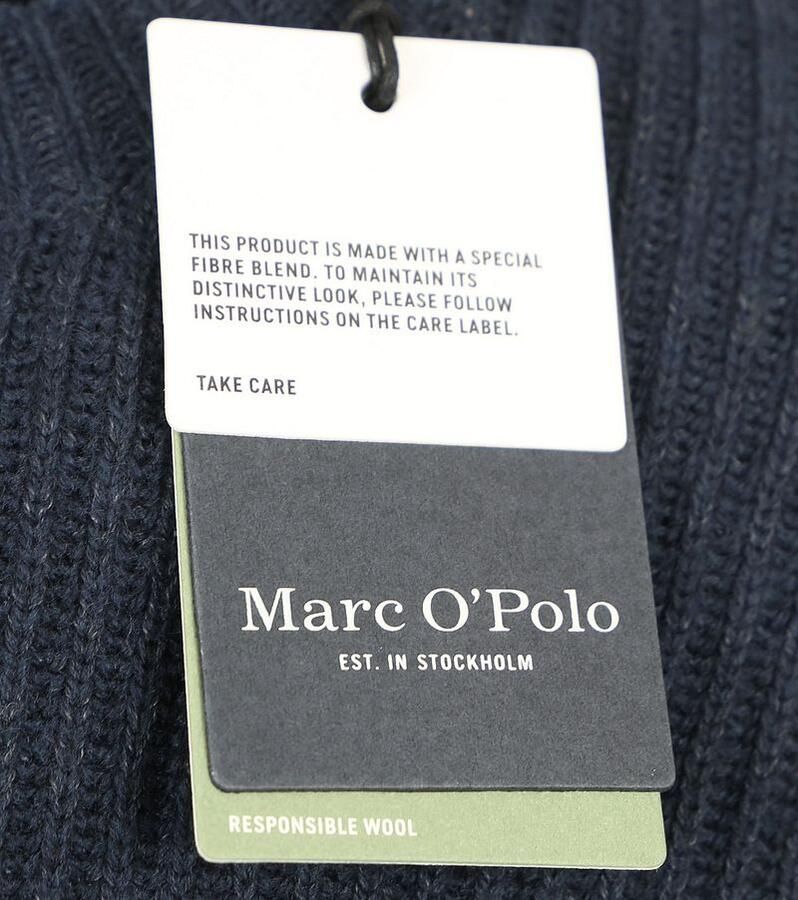 THIS PRODUCT IS MADE WITH A SPECIAL
FIBRE BLEND. TO MAINTAIN ITS
DISTINCTIVE LOOK, PLEASE FOLLOW
INSTRUCTIONS ON THE CARE LABEL.
TAKE CARE
Marc O'Polo
EST. IN STOCKHOLM
RESPONSIBLE WOOL